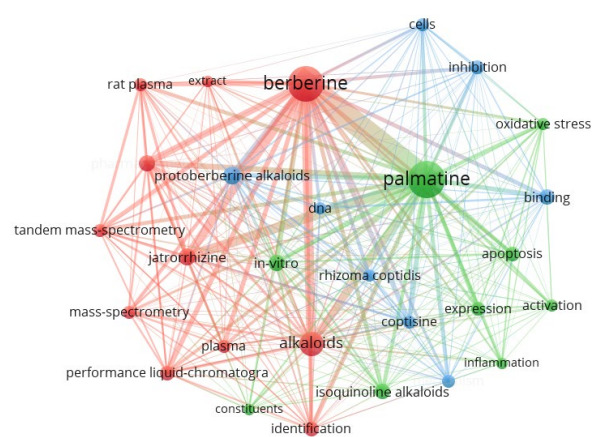 cells
inhibition
berberine
extract
rat plasma
oxidative stress
protoberberine alkaloids
palmatine
binding
dna
tandem mass-spectrometry
jatrorrhizine
in-vitro
apoptosis
rhizoma coptidis
mass-spectrometry
expression
activation
coptisine
plasma
alkaloids
inflammation
performance liquid-chromatogra
isoquinoline alkaloids
constituents
identification